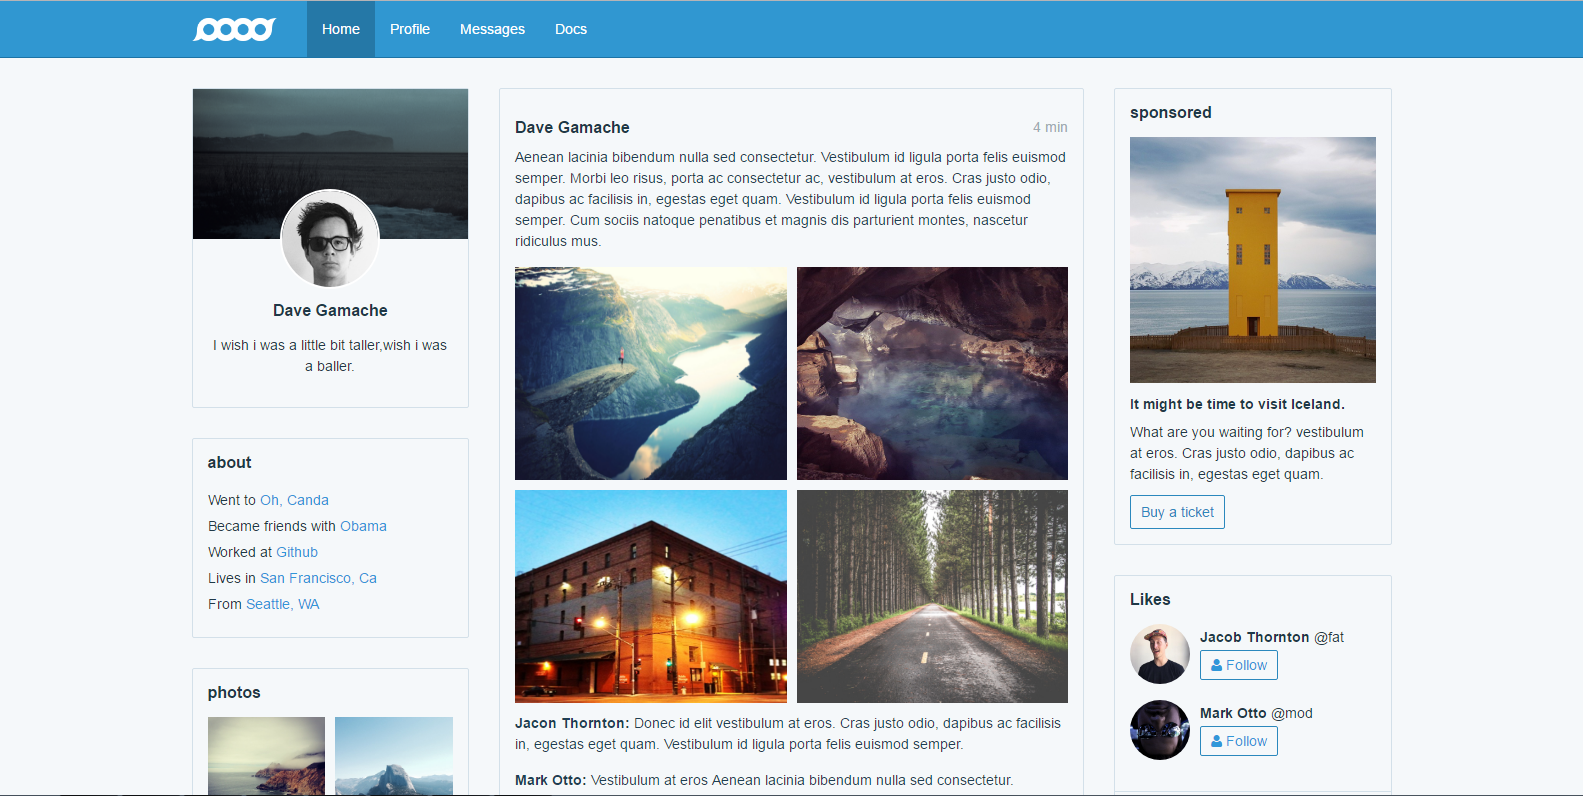 Home Profile Messages Docs
Dave Gamache
I wish i was a little bit taller,wish i was
a baller.
about
Went to Oh, Canda
Became friends with Obama
Worked at Github
Lives in San Francisco, Ca
From Seattle, WA
photos
Dave Gamache 4 min
Aenean lacinia bibendum nulla sed consectetur. Vestibulum id ligula porta felis euismod
semper. Morbi leo risus, porta ac consectetur ac, vestibulum at eros. Cras justo odio,
dapibus ac facilisis in, egestas eget quam. Vestibulum id ligula porta felis euismod
semper. Cum sociis natoque penatibus et magnis dis parturient montes, nascetur
ridiculus mus.
Jacon Thornton: Donec id elit vestibulum at eros. Cras justo odio, dapibus ac facilisis
in, egestas eget quam. Vestibulum id ligula porta felis euismod semper.
Mark Otto: Vestibulum at eros Aenean lacinia bibendum nulla sed consectetur.
sponsored
It might be time to visit Iceland.
What are you waiting for? vestibulum
at eros. Cras justo odio, dapibus ac
facilisis in, egestas eget quam.
Buy a ticket
Likes
Jacob Thornton @fat
Follow
Mark Otto @mod
Follow